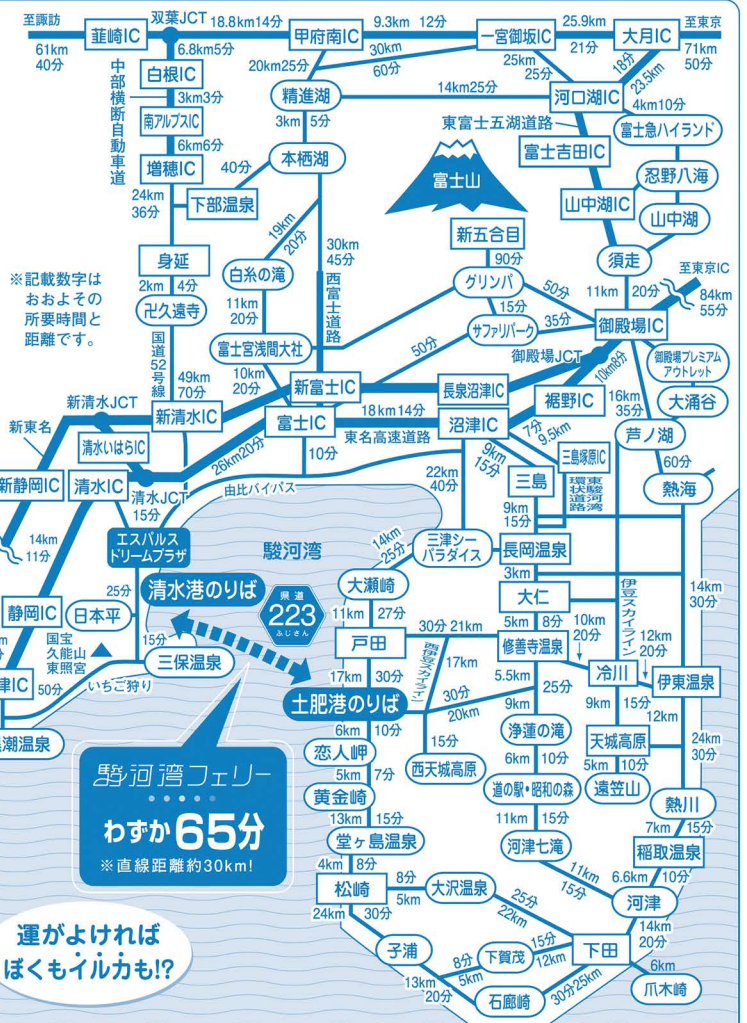 至諏訪
61km
40分
韮崎IC
双葉JCT
18.8km14分
甲府南IC
9.3km
12分
一宮御坂IC
25.9km
21分
大月IC
至東京
71km
50分
6.8km5分
白根IC
3km3分
南アルプスIC
6km6分
増穂IC
中部横断自動車道
24km
36分
40分
下部温泉
20km25分
30km
60分
25km
25分
18分
23.5km
精進湖
14km25分
河口湖IC
3km
5分
本栖湖
4km10分
富士急ハイランド
東富士五湖道路
富士吉田IC
忍野八海
山中湖IC
山中湖
須走
富士山
新五合目
90分
グリンパ
15分
サファリパーク
50分
35分
11km
20分
至東京IC
84km
55分
御殿場IC
御殿場JCT
10km8分
御殿場プレミアム
アウトレット
大涌谷
16km
35分
芦ノ湖
60分
熱海
身延
2km
4分
卍久遠寺
国道52号線
49km
70分
※記載数字は
おおよその
所要時間と
距離です。
19km
20分
白糸の滝
11km
20分
富士宮浅間大社
10km
20分
30km
45分
西富士道路
50分
新清水JCT
新東名
清水いはらIC
新清水IC
新富士IC
長泉沼津IC
裾野IC
富士IC
18km14分
東名高速道路
沼津IC
7分
9.5km
三島塚原IC
新静岡IC
清水IC
清水JCT
26km20分
10分
由比バイパス
15分
エスパルス
ドリームプラザ
14km
11分
22km
40分
9km
15分
三島
9km
15分
東駿河湾
環状道路
駿河湾
14km
25分
三津シー
パラダイス
長岡温泉
3km
大仁
5km
8分
伊豆スカイライン
14km
30分
大瀬崎
11km
27分
戸田
30分
21km
修善寺温泉
10km
20分
冷川
12km
20分
伊東温泉
西伊豆スカイライン
17km
17km
30分
清水港のりば
県道
223
ふじさん
土肥港のりば
25分
日本平
静岡IC
国宝
久能山
東照宮
15分
三保温泉
50分
いちご狩り
30分
20km
15分
西天城高原
5.5km
9km
25分
浄蓮の滝
6km
10分
道の駅・昭和の森
11km
15分
河津七滝
11km
15分
9km
15分
天城高原
5km
10分
遠笠山
12km
24km
30分
熱川
7km
15分
稲取温泉
6.6km
10分
河津
14km
20分
駿河湾フェリー
わずか65分
※直線距離約30km!
6km
10分
恋人岬
5km
7分
黄金崎
13km
15分
堂ヶ島温泉
4km
8分
松崎
8分
5km
大沢温泉
25分
22km
24km
30分
子浦
8分
5km
下賀茂
15分
12km
下田
13km
20分
石廊崎
30分25km
6km
爪木崎
運がよければ
ぼくもイルカも!?